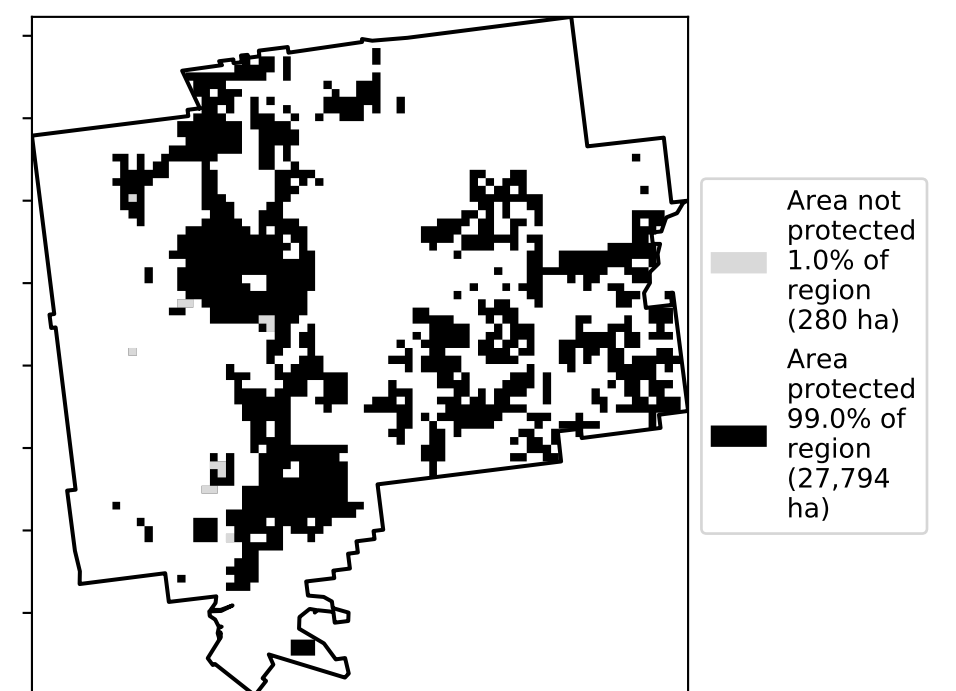 Area not
protected
1.0% of
region
(280 ha)
Area
protected
99.0% of
region
(27,794
ha)